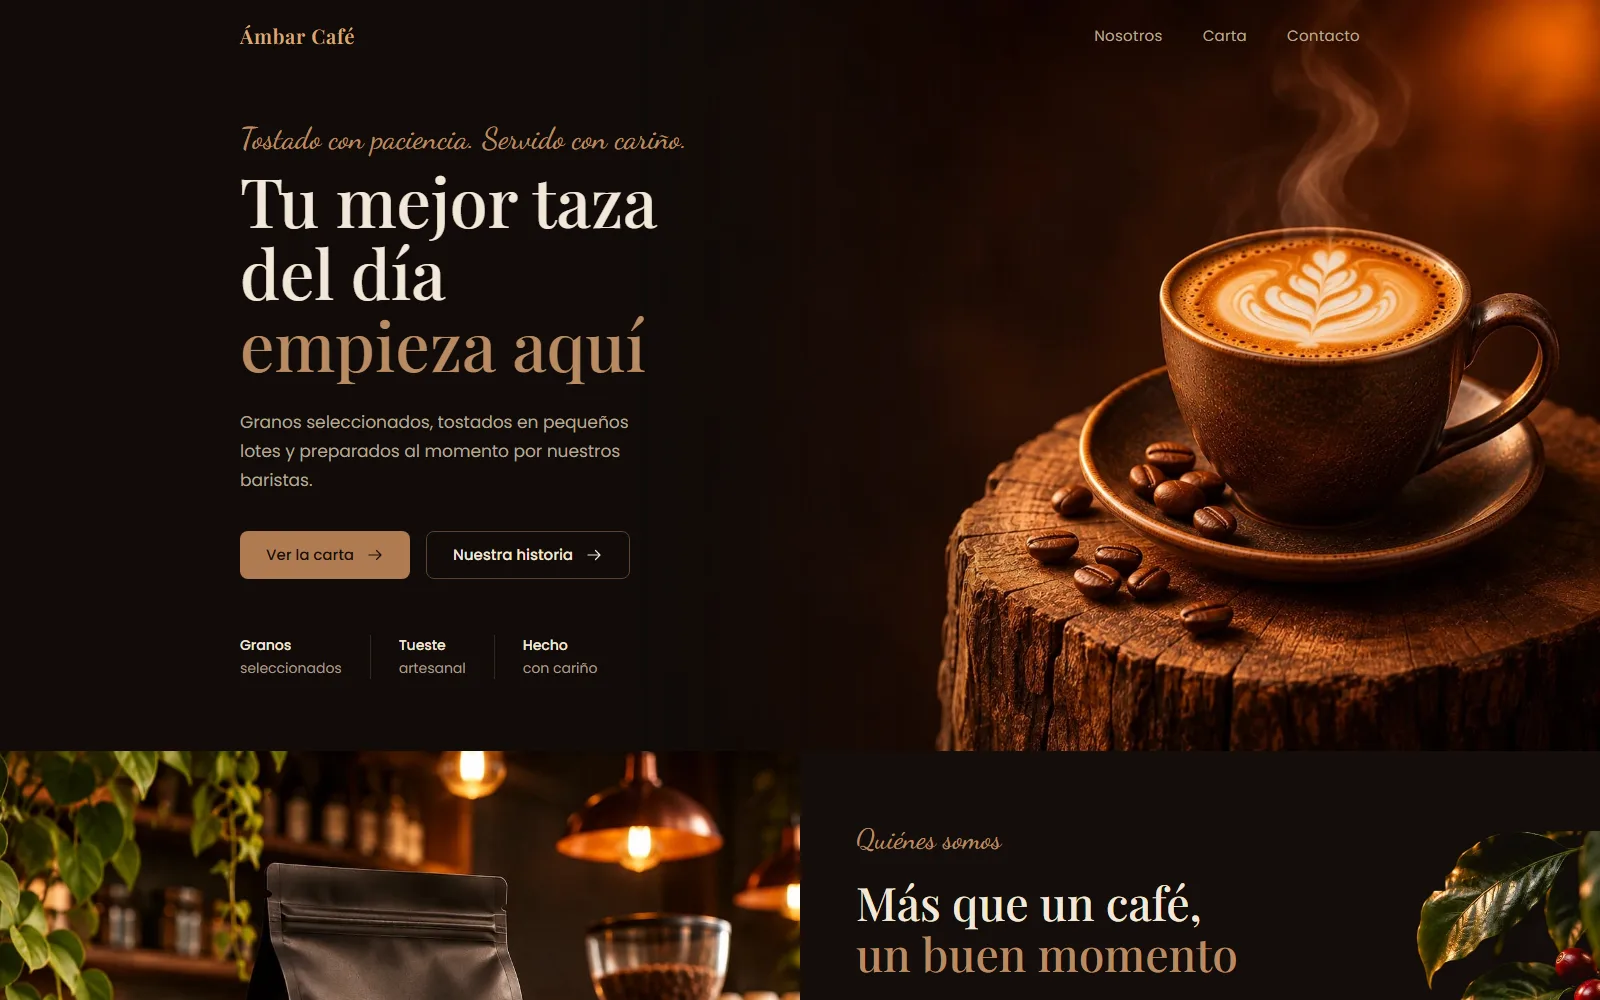 Ámbar Café
Nosotros
Carta
Contacto
Tostado con paciencia. Servido con cariño.
Tu mejor taza
del día
empieza aquí
Granos seleccionados, tostados en pequeños
lotes y preparados al momento por nuestros
baristas.
Ver la carta →
Nuestra historia →
Granos
seleccionados
Tueste
artesanal
Hecho
con cariño
Quiénes somos
Más que un café,
un buen momento